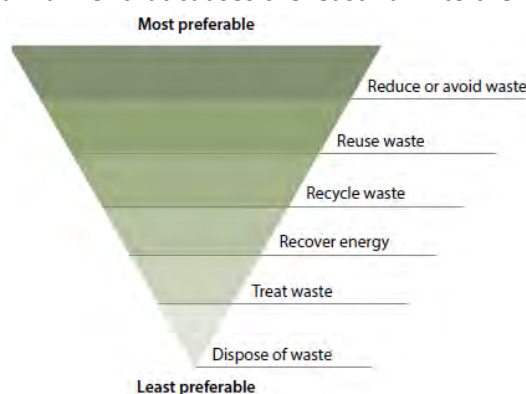 Most preferable
Reduce or avoid waste
Reuse waste
Recycle waste
Recover energy
Treat waste
Dispose of waste
Least preferable